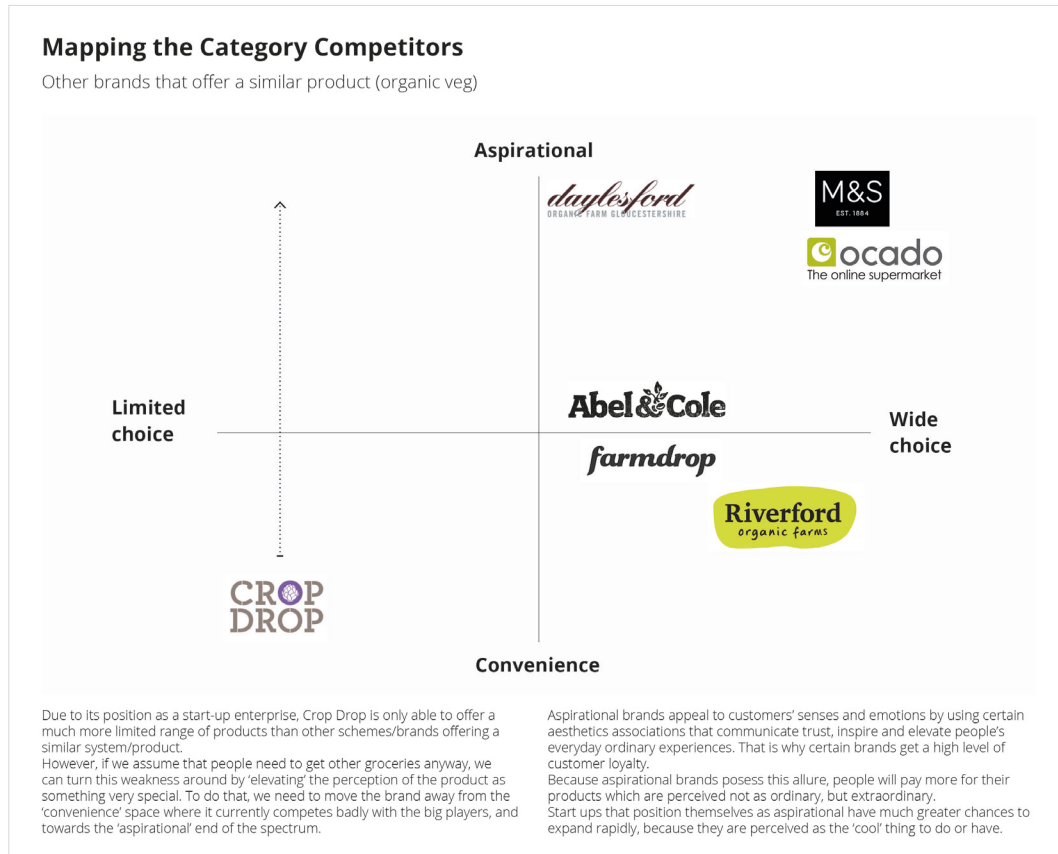 Mapping the Category Competitors
Other brands that offer a similar product (organic veg)
Aspirational
daylesford
ORGANIC FARM GLOUCESTERSHIRE
M&S
EST. 1884
ocado
The online supermarket
Limited
choice
Abel&Cole
Wide
choice
farmdrop
Riverford
organic farms
CROP
DROP
Convenience
Due to its position as a start-up enterprise, Crop Drop is only able to offer a
much more limited range of products than other schemes/brands offering a
similar system/product.
However, if we assume that people need to get other groceries anyway, we
can turn this weakness around by ‘elevating’ the perception of the product as
something very special. To do that, we need to move the brand away from the
‘convenience’ space where it currently competes badly with the big players, and
towards the ‘aspirational’ end of the spectrum.
Aspirational brands appeal to customers’ senses and emotions by using certain
aesthetics associations that communicate trust, inspire and elevate people’s
everyday ordinary experiences. That is why certain brands get a high level of
customer loyalty.
Because aspirational brands posess this allure, people will pay more for their
products which are perceived not as ordinary, but extraordinary.
Start ups that position themselves as aspirational have much greater chances to
expand rapidly, because they are perceived as the ‘cool’ thing to do or have.